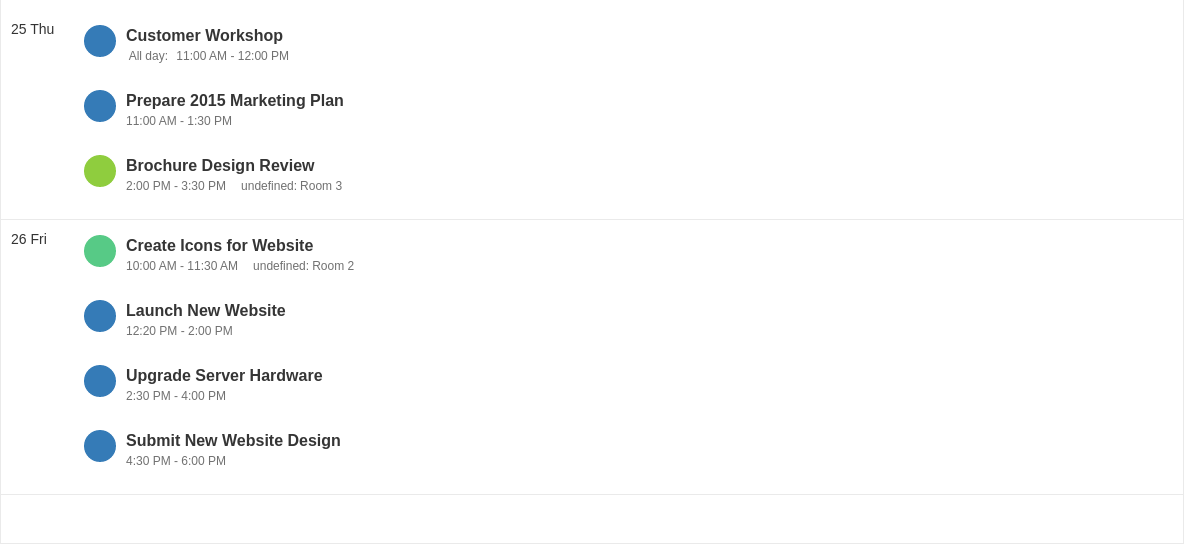 25 Thu
Customer Workshop
All day: 11:00 AM - 12:00 PM
Prepare 2015 Marketing Plan
11:00 AM - 1:30 PM
Brochure Design Review
2:00 PM - 3:30 PM undefined: Room 3
26 Fri
Create Icons for Website
10:00 AM - 11:30 AM undefined: Room 2
Launch New Website
12:20 PM - 2:00 PM
Upgrade Server Hardware
2:30 PM - 4:00 PM
Submit New Website Design
4:30 PM - 6:00 PM